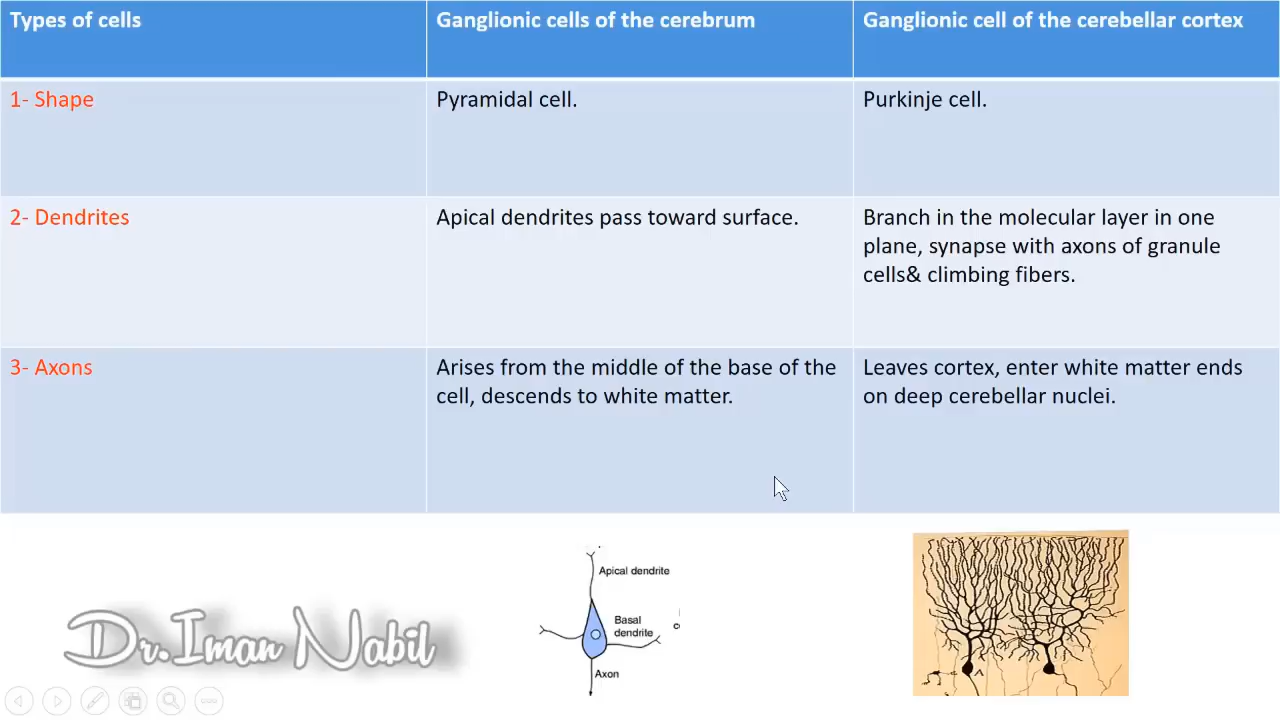 Types of cells
Ganglionic cells of the cerebrum
Ganglionic cell of the cerebellar cortex
1- Shape
Pyramidal cell.
Purkinje cell.
2- Dendrites
Apical dendrites pass toward surface.
Branch in the molecular layer in one
plane, synapse with axons of granule
cells& climbing fibers.
3- Axons
Arises from the middle of the base of the
cell, descends to white matter.
Leaves cortex, enter white matter ends
on deep cerebellar nuclei.
Apical dendrite
Basal
dendrite
Axon
A
Dr.Iman Nabil